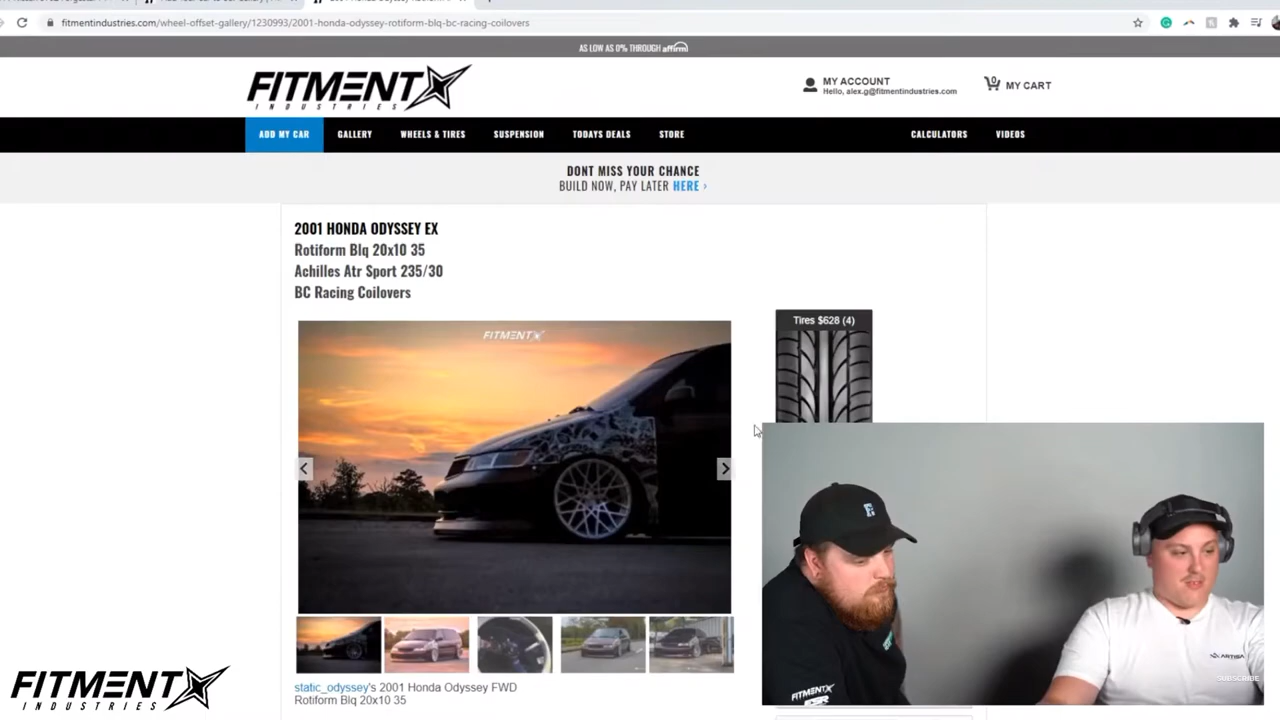 fitmentindustries.com/wheel-offset-gallery/1230993/2001-honda-odyssey-rotiform-blq-bc-racing-coilovers
AS LOW AS 0% THROUGH affirm
FITMENT
INDUSTRIES
MY ACCOUNT
Hello, alex.g@fitmentindustries.com
0
MY CART
ADD MY CAR
GALLERY
WHEELS & TIRES
SUSPENSION
TODAYS DEALS
STORE
CALCULATORS
VIDEOS
DONT MISS YOUR CHANCE
BUILD NOW, PAY LATER HERE ›
2001 HONDA ODYSSEY EX
Rotiform Blq 20x10 35
Achilles Atr Sport 235/30
BC Racing Coilovers
Tires $628 (4)
FITMENT
static_odyssey's 2001 Honda Odyssey FWD
Rotiform Blq 20x10 35
FITMENT
INDUSTRIES
FITMENT
ARTISA
SUBSCRIBE